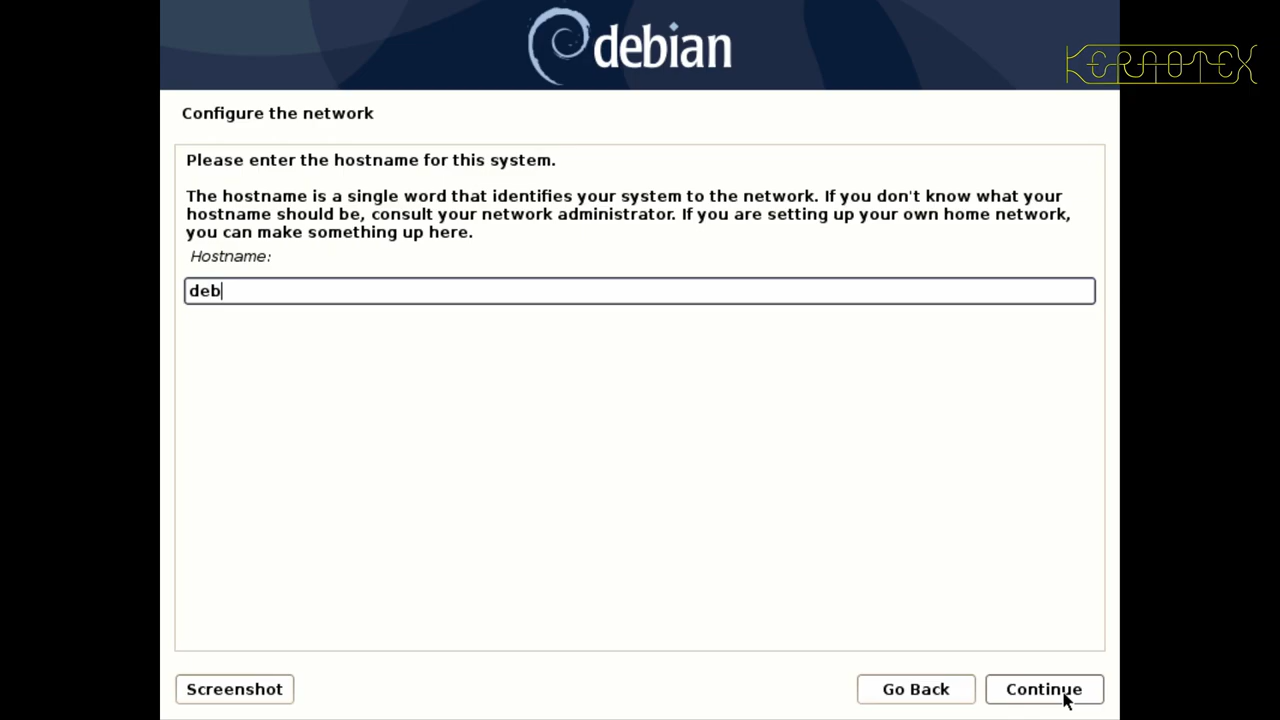 debian
KERAOTEX
Configure the network
Please enter the hostname for this system.
The hostname is a single word that identifies your system to the network. If you don't know what your
hostname should be, consult your network administrator. If you are setting up your own home network,
you can make something up here.
Hostname:
deb
Screenshot
Go Back
Continue